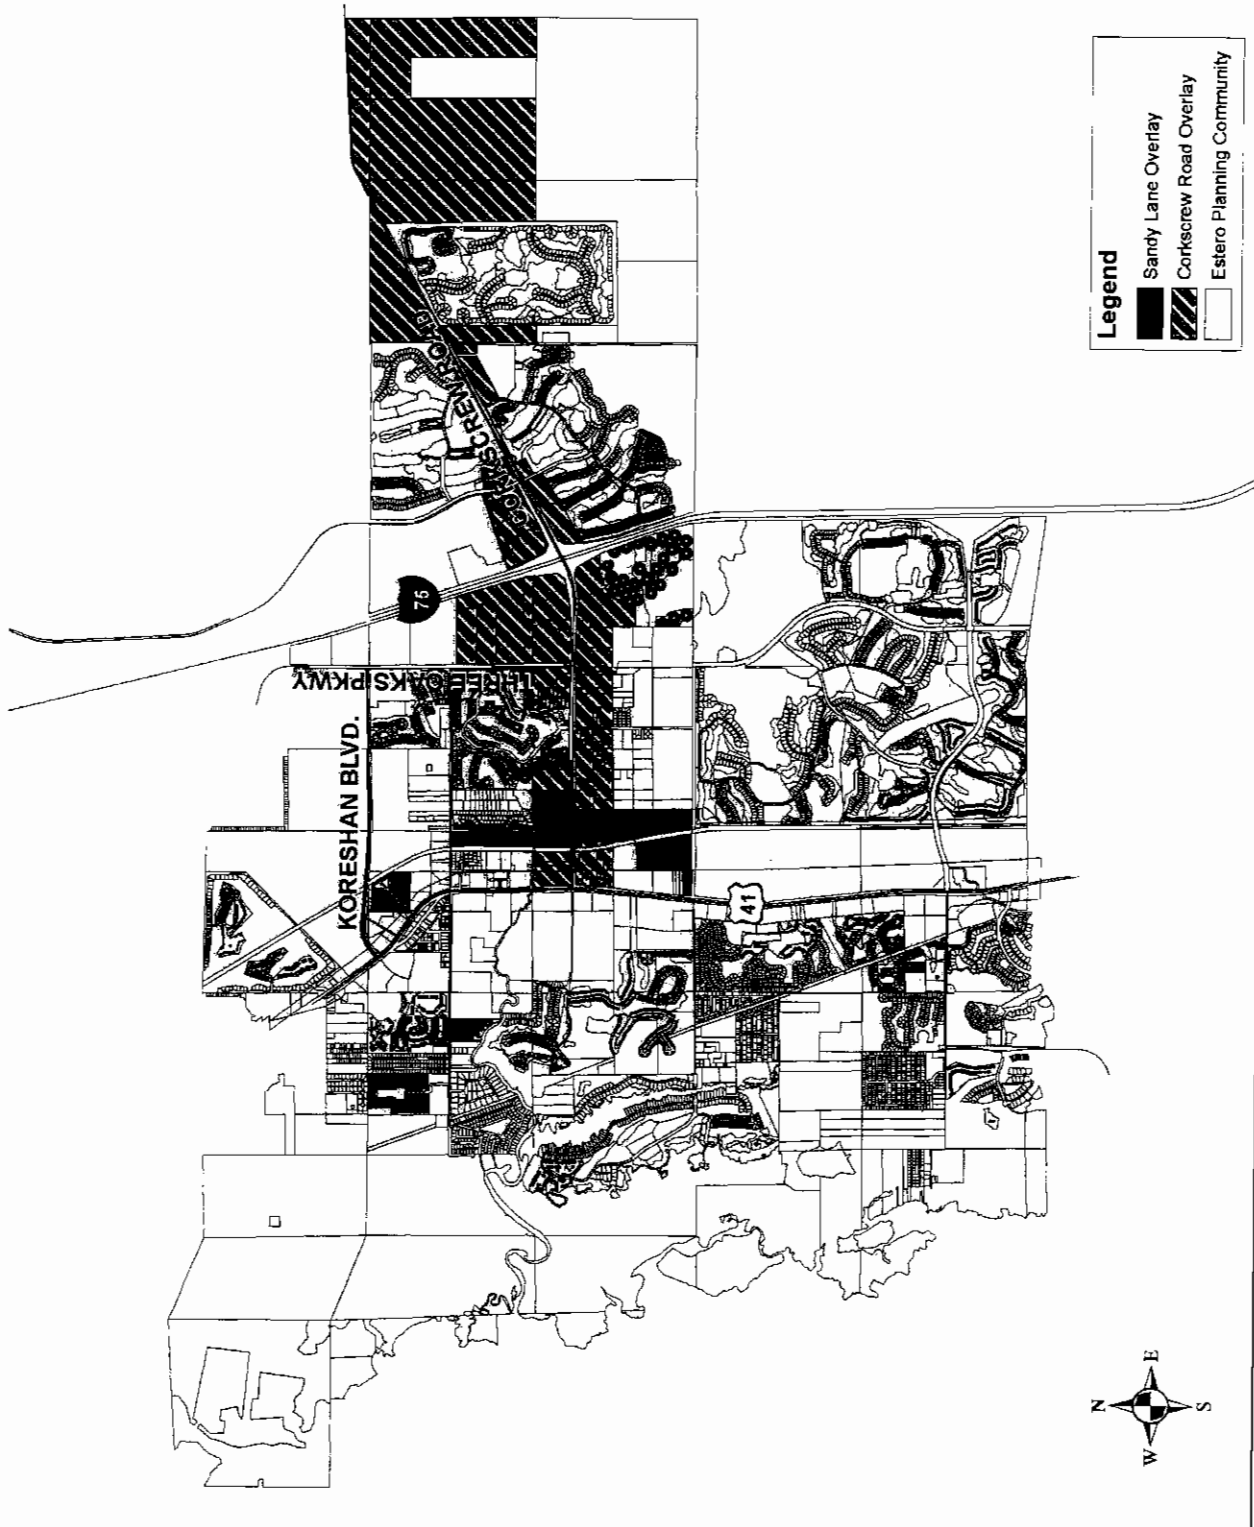 75
THREE OAKS PKWY
KORESHAN BLVD.
CORKSCREW ROAD
41
Legend
Sandy Lane Overlay
Corkscrew Road Overlay
Estero Planning Community
N
W
E
S